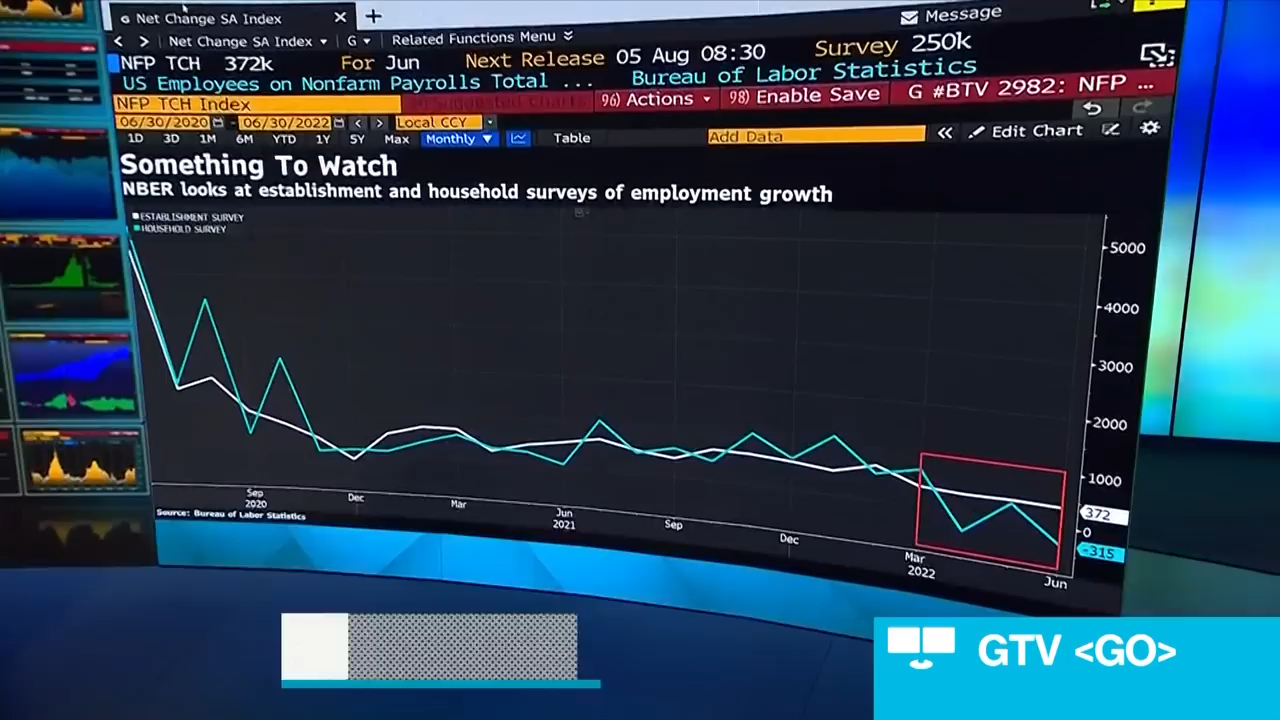 G Net Change SA Index × +
< > Net Change SA Index ▾ G ▾ Related Functions Menu
Message
NFP TCH 372k For Jun Next Release 05 Aug 08:30 Survey 250k
US Employees on Nonfarm Payrolls Total ... Bureau of Labor Statistics
NFP TCH Index
96) Actions ▾ 98) Enable Save G #BTV 2982: NFP ...
06/30/2020 - 06/30/2022 < > Local CCY
1D 3D 1M 6M YTD 1Y 5Y Max Monthly ▼ Table Add Data « Edit Chart
Something To Watch
NBER looks at establishment and household surveys of employment growth
ESTABLISHMENT SURVEY
HOUSEHOLD SURVEY
5000
4000
3000
2000
1000
372
0
-315
Sep
2020
Dec
Mar
Jun
2021
Sep
Dec
Mar
2022
Jun
Source: Bureau of Labor Statistics
GTV <GO>